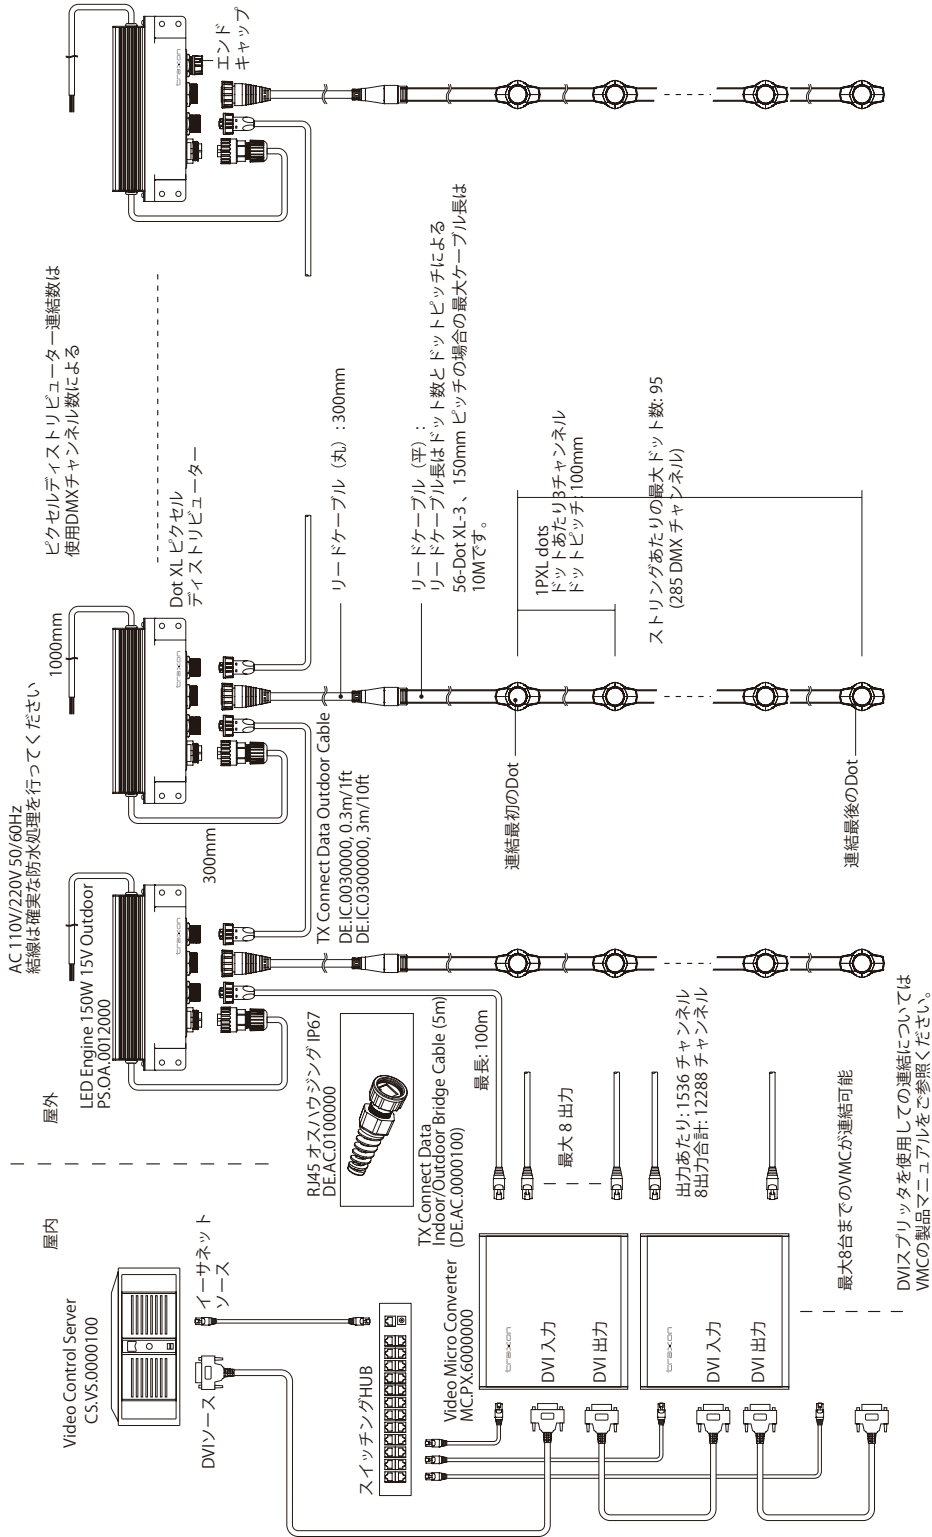 屋内
屋外
Video Control Server
CS.VS.0000100
DVIソース
イーサネット
ソース
スイッチングHUB
Video Micro Converter
MC.PX.6000000
traxon
DVI 入力
DVI 出力
traxon
DVI 入力
DVI 出力
最大8台までのVMCが連結可能
DVIスプリッタを使用しての連結については
VMCの製品マニュアルをご参照ください。
AC 110V/220V 50/60Hz
結線は確実な防水処理を行ってください
LED Engine 150W 15V Outdoor
PS.OA.0012000
1000mm
traxon
300mm
RJ45 オスハウジング IP67
DE.AC.0100000
TX Connect Data
Indoor/Outdoor Bridge Cable (5m)
(DE.AC.0000100)
最長: 100m
最大 8 出力
出力あたり: 1536 チャンネル
8出力合計: 12288 チャンネル
TX Connect Data Outdoor Cable
DE.IC.0030000, 0.3m/1ft
DE.IC.0300000, 3m/10ft
連結最初のDot
連結最後のDot
traxon
Dot XL ピクセル
ディストリビューター
ピクセルディストリビューター連結数は
使用DMXチャンネル数による
リードケーブル（丸）: 300mm
リードケーブル（平）:
リードケーブル長はドット数とドットピッチによる
56-Dot XL-3 、150mm ピッチの場合の最大ケーブル長は
10Mです。
1PXL dots
ドットあたり3チャンネル
ドットピッチ: 100mm
ストリングあたりの最大ドット数: 95
(285 DMX チャンネル)
traxon
エンド
キャップ